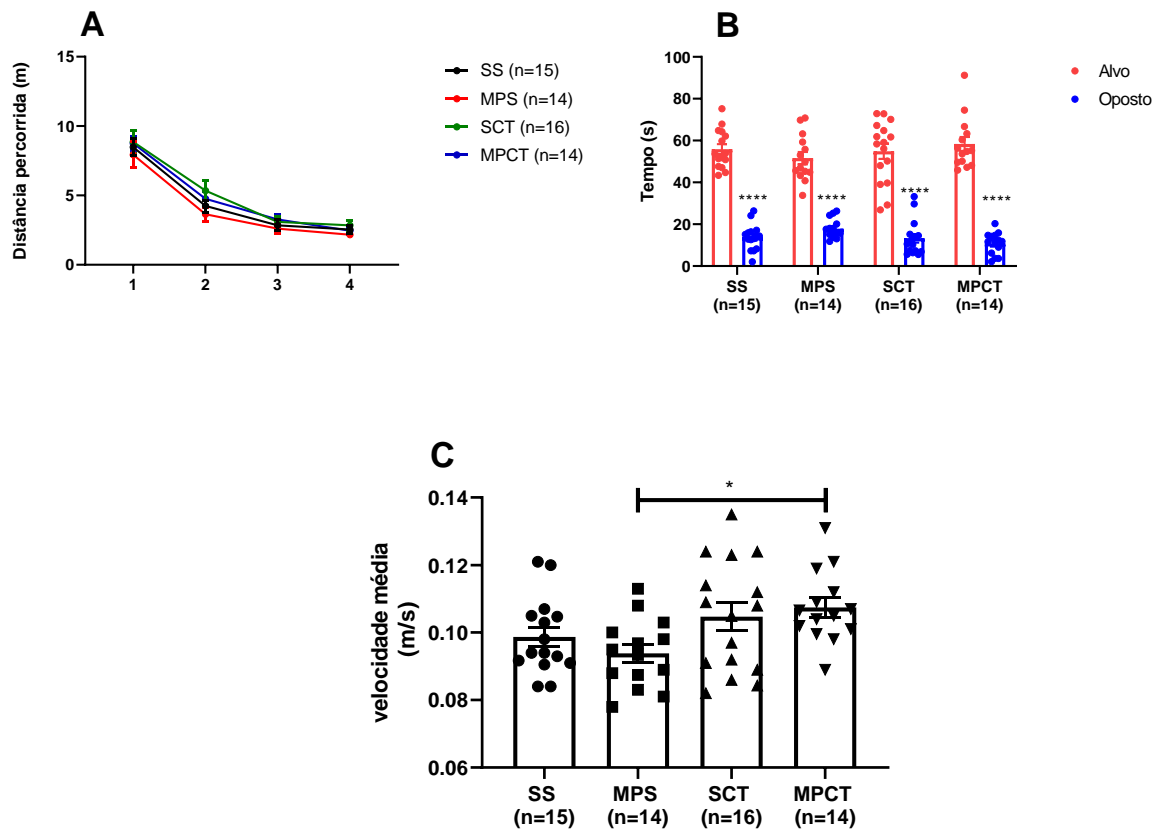 A
Distância percorrida (m)
15
10
5
0
1 2 3 4
SS (n=15)
MPS (n=14)
SCT (n=16)
MPCT (n=14)
B
Tempo (s)
100
80
60
40
20
0
**** **** **** ****
SS MPS SCT MPCT
(n=15) (n=14) (n=16) (n=14)
Alvo
Oposto
C
velocidade média
(m/s)
0.14
0.12
0.10
0.08
0.06
*
SS MPS SCT MPCT
(n=15) (n=14) (n=16) (n=14)